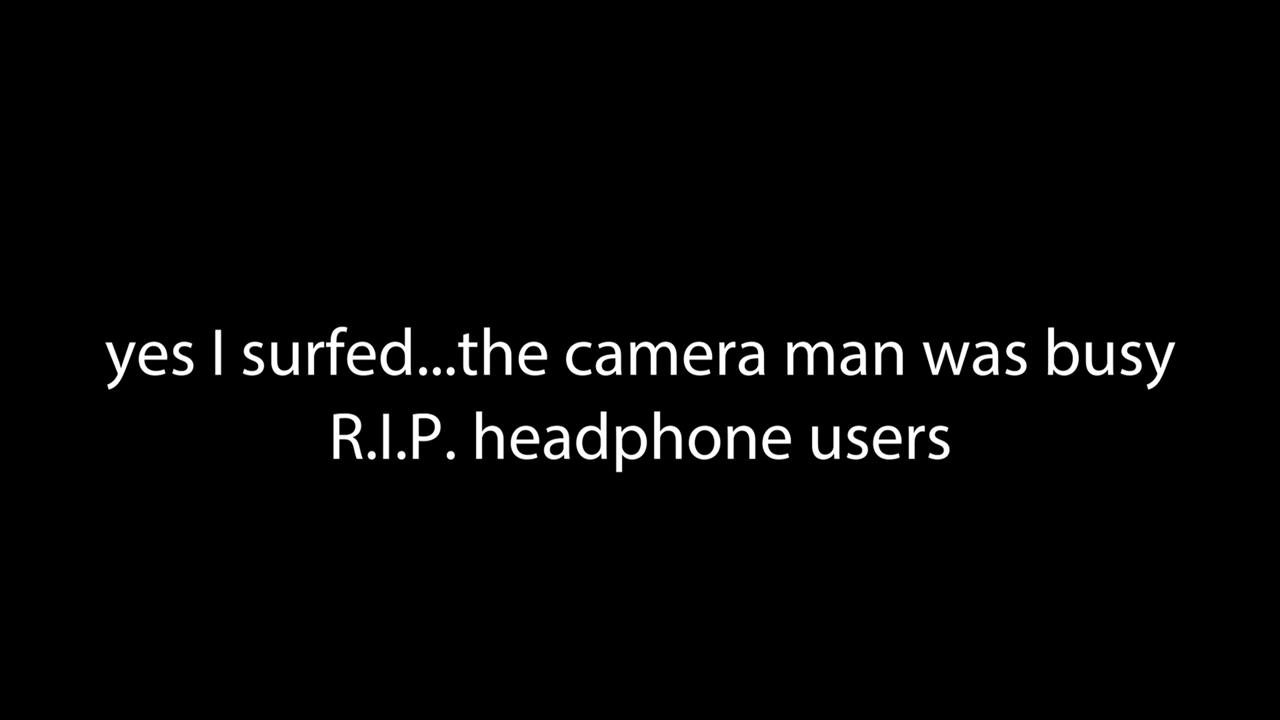 yes I surfed...the camera man was busy
R.I.P. headphone users